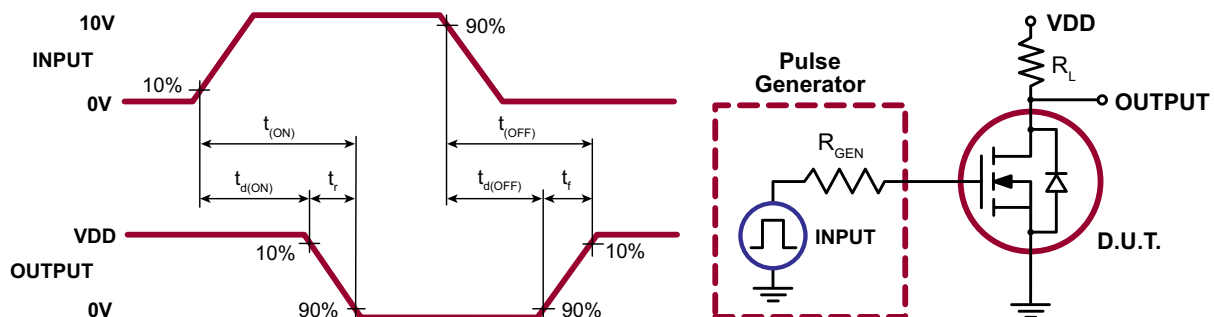 10V
INPUT
10%
0V
90%
t(ON)
t(OFF)
td(ON)
tr
td(OFF)
tf
VDD
OUTPUT
0V
10%
90%
10%
90%
Pulse
Generator
RGEN
INPUT
VDD
RL
OUTPUT
D.U.T.